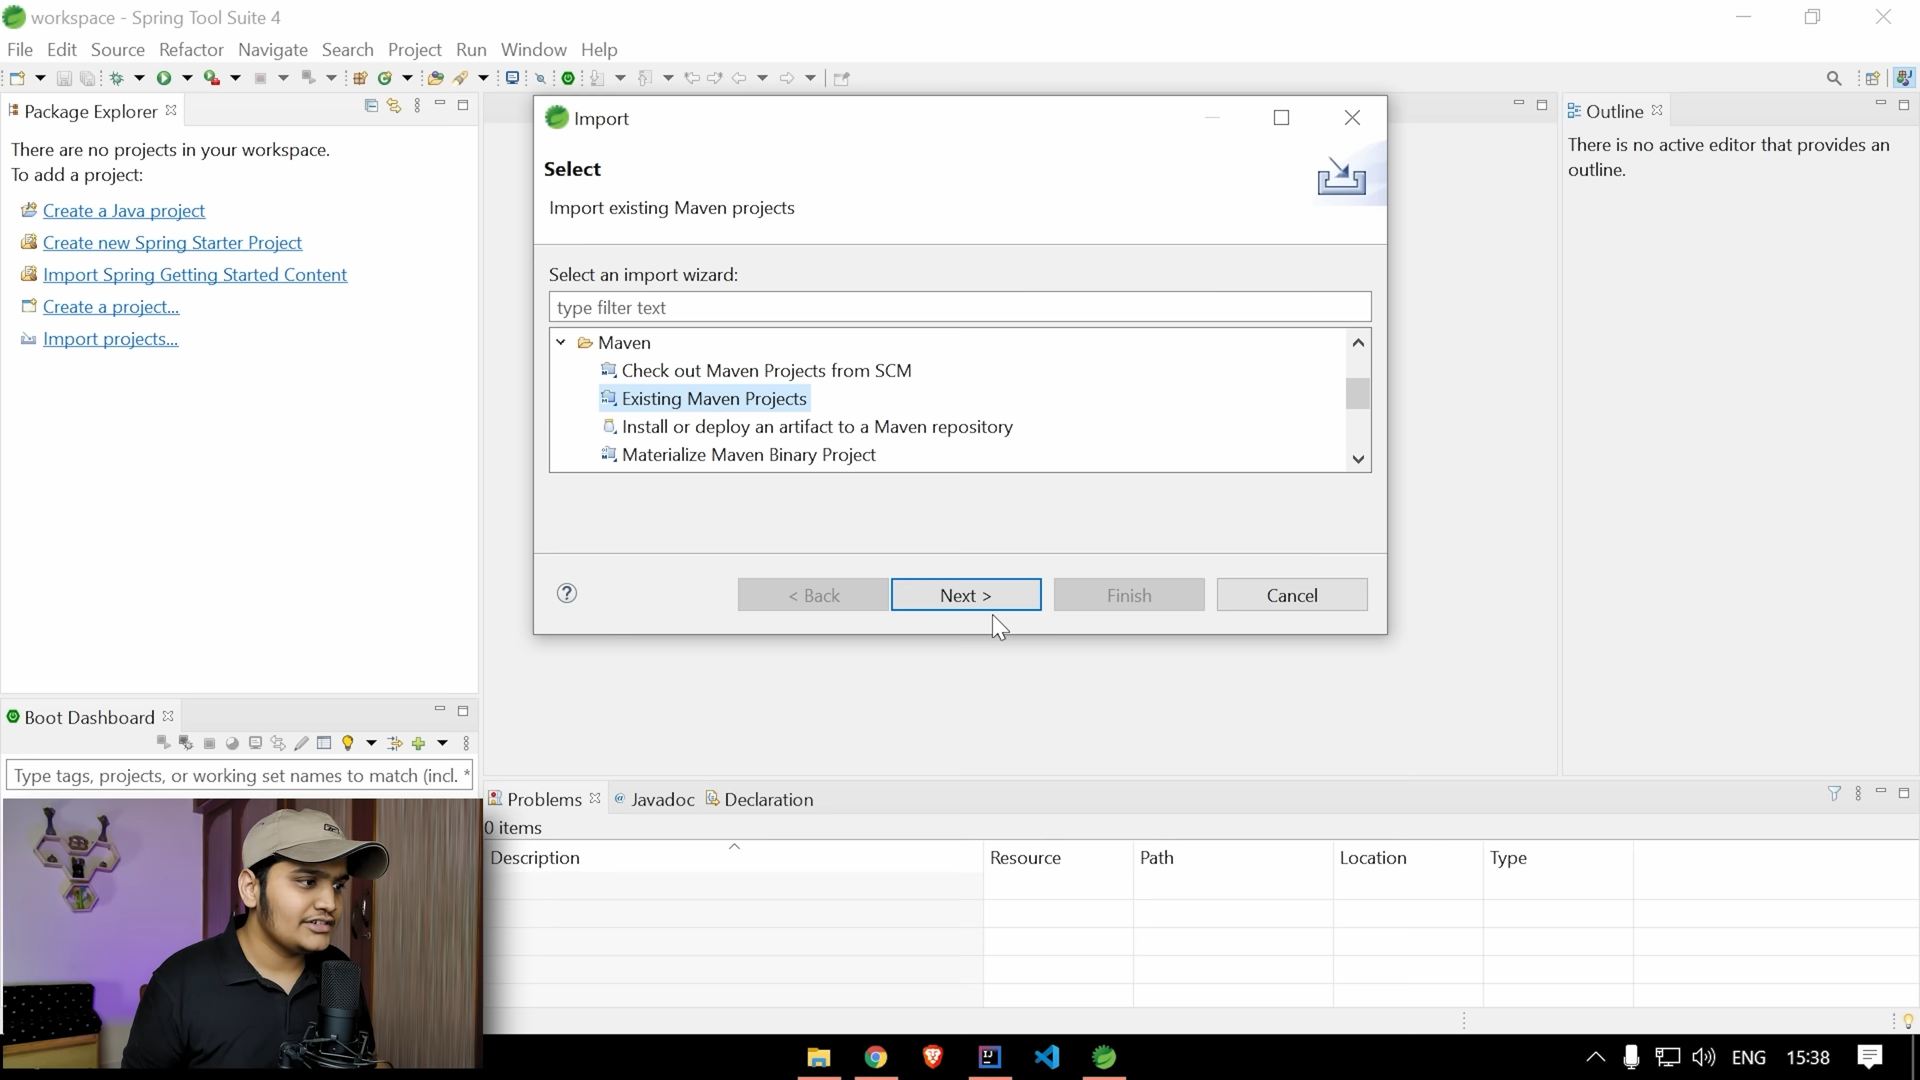 workspace - Spring Tool Suite 4
File Edit Source Refactor Navigate Search Project Run Window Help
Package Explorer
There are no projects in your workspace.
To add a project:
Create a Java project
Create new Spring Starter Project
Import Spring Getting Started Content
Create a project...
Import projects...
Import
Select
Import existing Maven projects
Select an import wizard:
type filter text
Maven
Check out Maven Projects from SCM
Existing Maven Projects
Install or deploy an artifact to a Maven repository
Materialize Maven Binary Project
< Back Next > Finish Cancel
Outline
There is no active editor that provides an
outline.
Boot Dashboard
Type tags, projects, or working set names to match (incl. *
Problems Javadoc Declaration
0 items
Description Resource Path Location Type
ENG 15:38